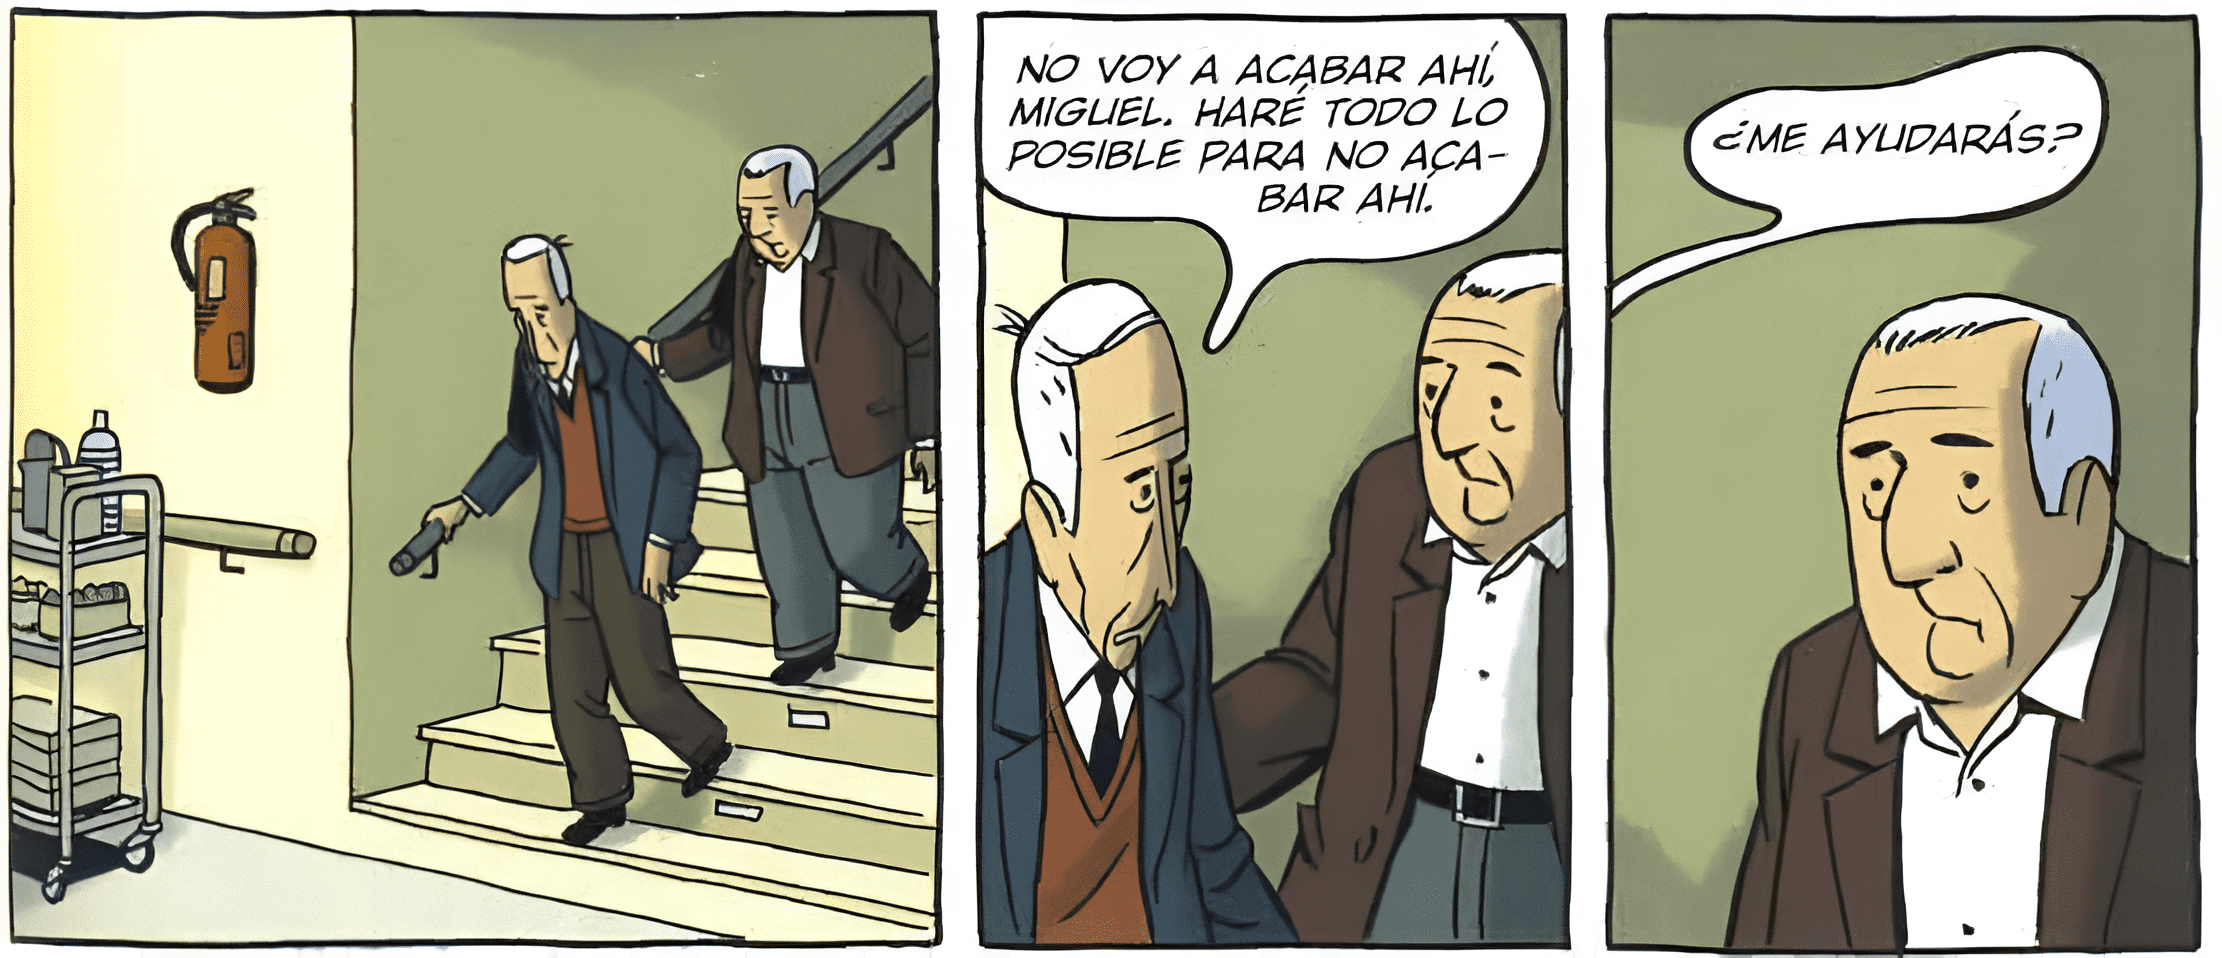 NO VOY A ACABAR AHÍ,
MIGUEL. HARÉ TODO LO
POSIBLE PARA NO ACA-
BAR AHÍ.
¿ME AYUDARÁS?